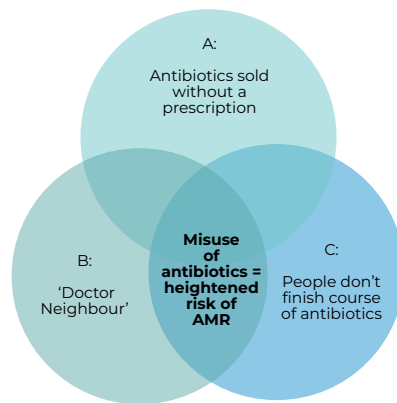 A:
Antibiotics sold
without a
prescription
B:
‘Doctor
Neighbour’
Misuse
of
antibiotics =
heightened
risk of
AMR
C:
People don’t
finish course
of antibiotics